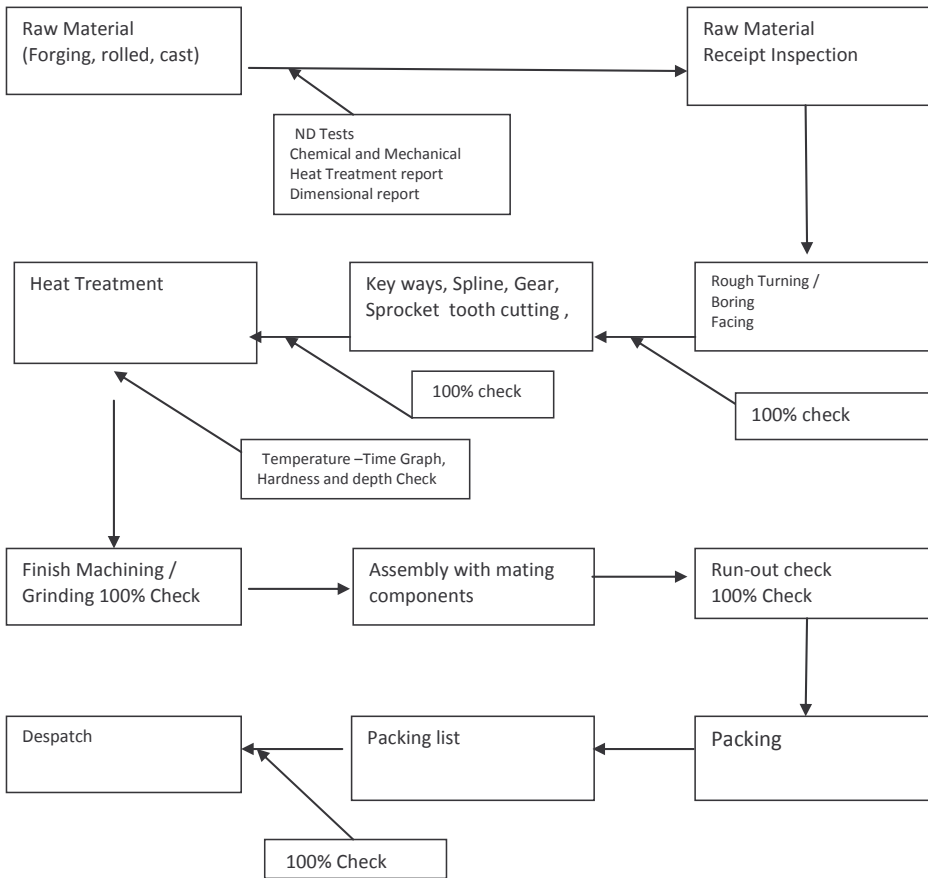 Raw Material
(Forging, rolled, cast)
Raw Material
Receipt Inspection
ND Tests
Chemical and Mechanical
Heat Treatment report
Dimensional report
Rough Turning /
Boring
Facing
100% check
Key ways, Spline, Gear,
Sprocket tooth cutting ,
100% check
Heat Treatment
Temperature –Time Graph,
Hardness and depth Check
Finish Machining /
Grinding 100% Check
Assembly with mating
components
Run-out check
100% Check
Packing
Packing list
100% Check
Despatch